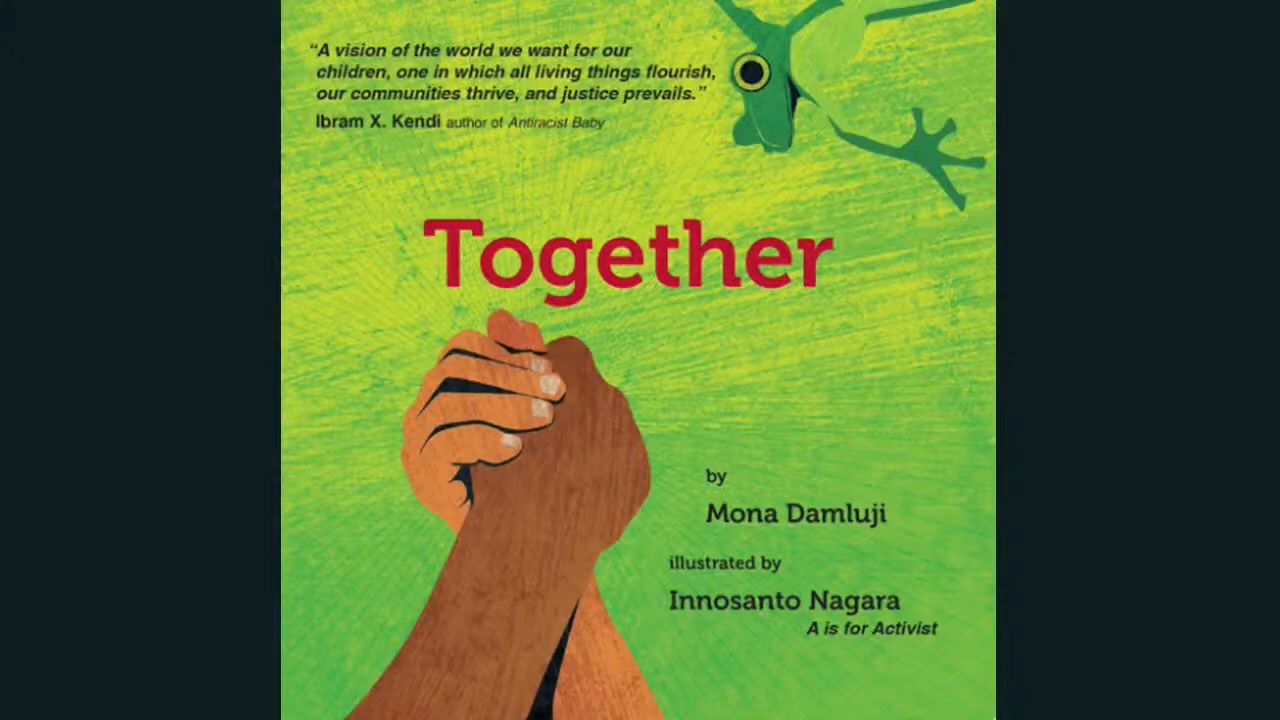 “A vision of the world we want for our
children, one in which all living things flourish,
our communities thrive, and justice prevails.”
Ibram X. Kendi author of Antiracist Baby
Together
by
Mona Damluji
illustrated by
Innosanto Nagara
A is for Activist